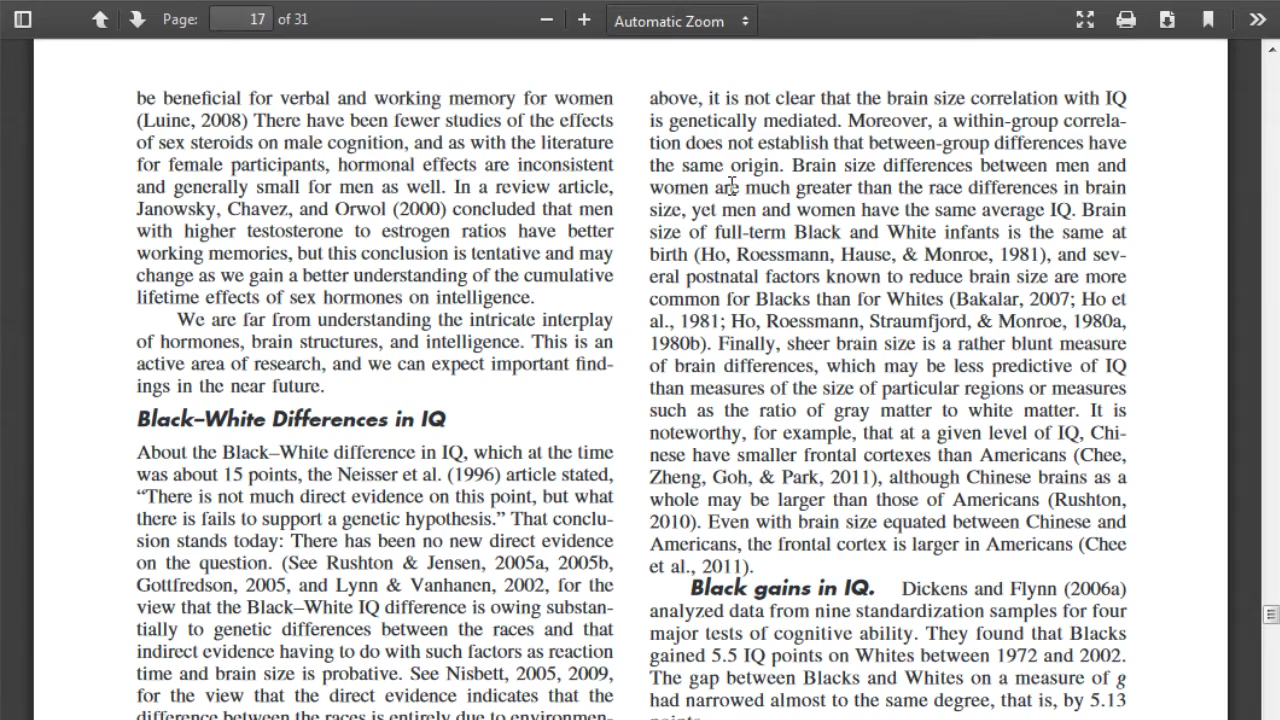 Page: 17 of 31
Automatic Zoom
be beneficial for verbal and working memory for women
(Luine, 2008) There have been fewer studies of the effects
of sex steroids on male cognition, and as with the literature
for female participants, hormonal effects are inconsistent
and generally small for men as well. In a review article,
Janowsky, Chavez, and Orwol (2000) concluded that men
with higher testosterone to estrogen ratios have better
working memories, but this conclusion is tentative and may
change as we gain a better understanding of the cumulative
lifetime effects of sex hormones on intelligence.
We are far from understanding the intricate interplay
of hormones, brain structures, and intelligence. This is an
active area of research, and we can expect important find-
ings in the near future.
Black–White Differences in IQ
About the Black–White difference in IQ, which at the time
was about 15 points, the Neisser et al. (1996) article stated,
“There is not much direct evidence on this point, but what
there is fails to support a genetic hypothesis.” That conclu-
sion stands today: There has been no new direct evidence
on the question. (See Rushton & Jensen, 2005a, 2005b,
Gottfredson, 2005, and Lynn & Vanhanen, 2002, for the
view that the Black–White IQ difference is owing substan-
tially to genetic differences between the races and that
indirect evidence having to do with such factors as reaction
time and brain size is probative. See Nisbett, 2005, 2009,
for the view that the direct evidence indicates that the
difference between the races is entirely due to environmen-
above, it is not clear that the brain size correlation with IQ
is genetically mediated. Moreover, a within-group correla-
tion does not establish that between-group differences have
the same origin. Brain size differences between men and
women are much greater than the race differences in brain
size, yet men and women have the same average IQ. Brain
size of full-term Black and White infants is the same at
birth (Ho, Roessmann, Hause, & Monroe, 1981), and sev-
eral postnatal factors known to reduce brain size are more
common for Blacks than for Whites (Bakalar, 2007; Ho et
al., 1981; Ho, Roessmann, Straumfjord, & Monroe, 1980a,
1980b). Finally, sheer brain size is a rather blunt measure
of brain differences, which may be less predictive of IQ
than measures of the size of particular regions or measures
such as the ratio of gray matter to white matter. It is
noteworthy, for example, that at a given level of IQ, Chi-
nese have smaller frontal cortexes than Americans (Chee,
Zheng, Goh, & Park, 2011), although Chinese brains as a
whole may be larger than those of Americans (Rushton,
2010). Even with brain size equated between Chinese and
Americans, the frontal cortex is larger in Americans (Chee
et al., 2011).
Black gains in IQ. Dickens and Flynn (2006a)
analyzed data from nine standardization samples for four
major tests of cognitive ability. They found that Blacks
gained 5.5 IQ points on Whites between 1972 and 2002.
The gap between Blacks and Whites on a measure of g
had narrowed almost to the same degree, that is, by 5.13